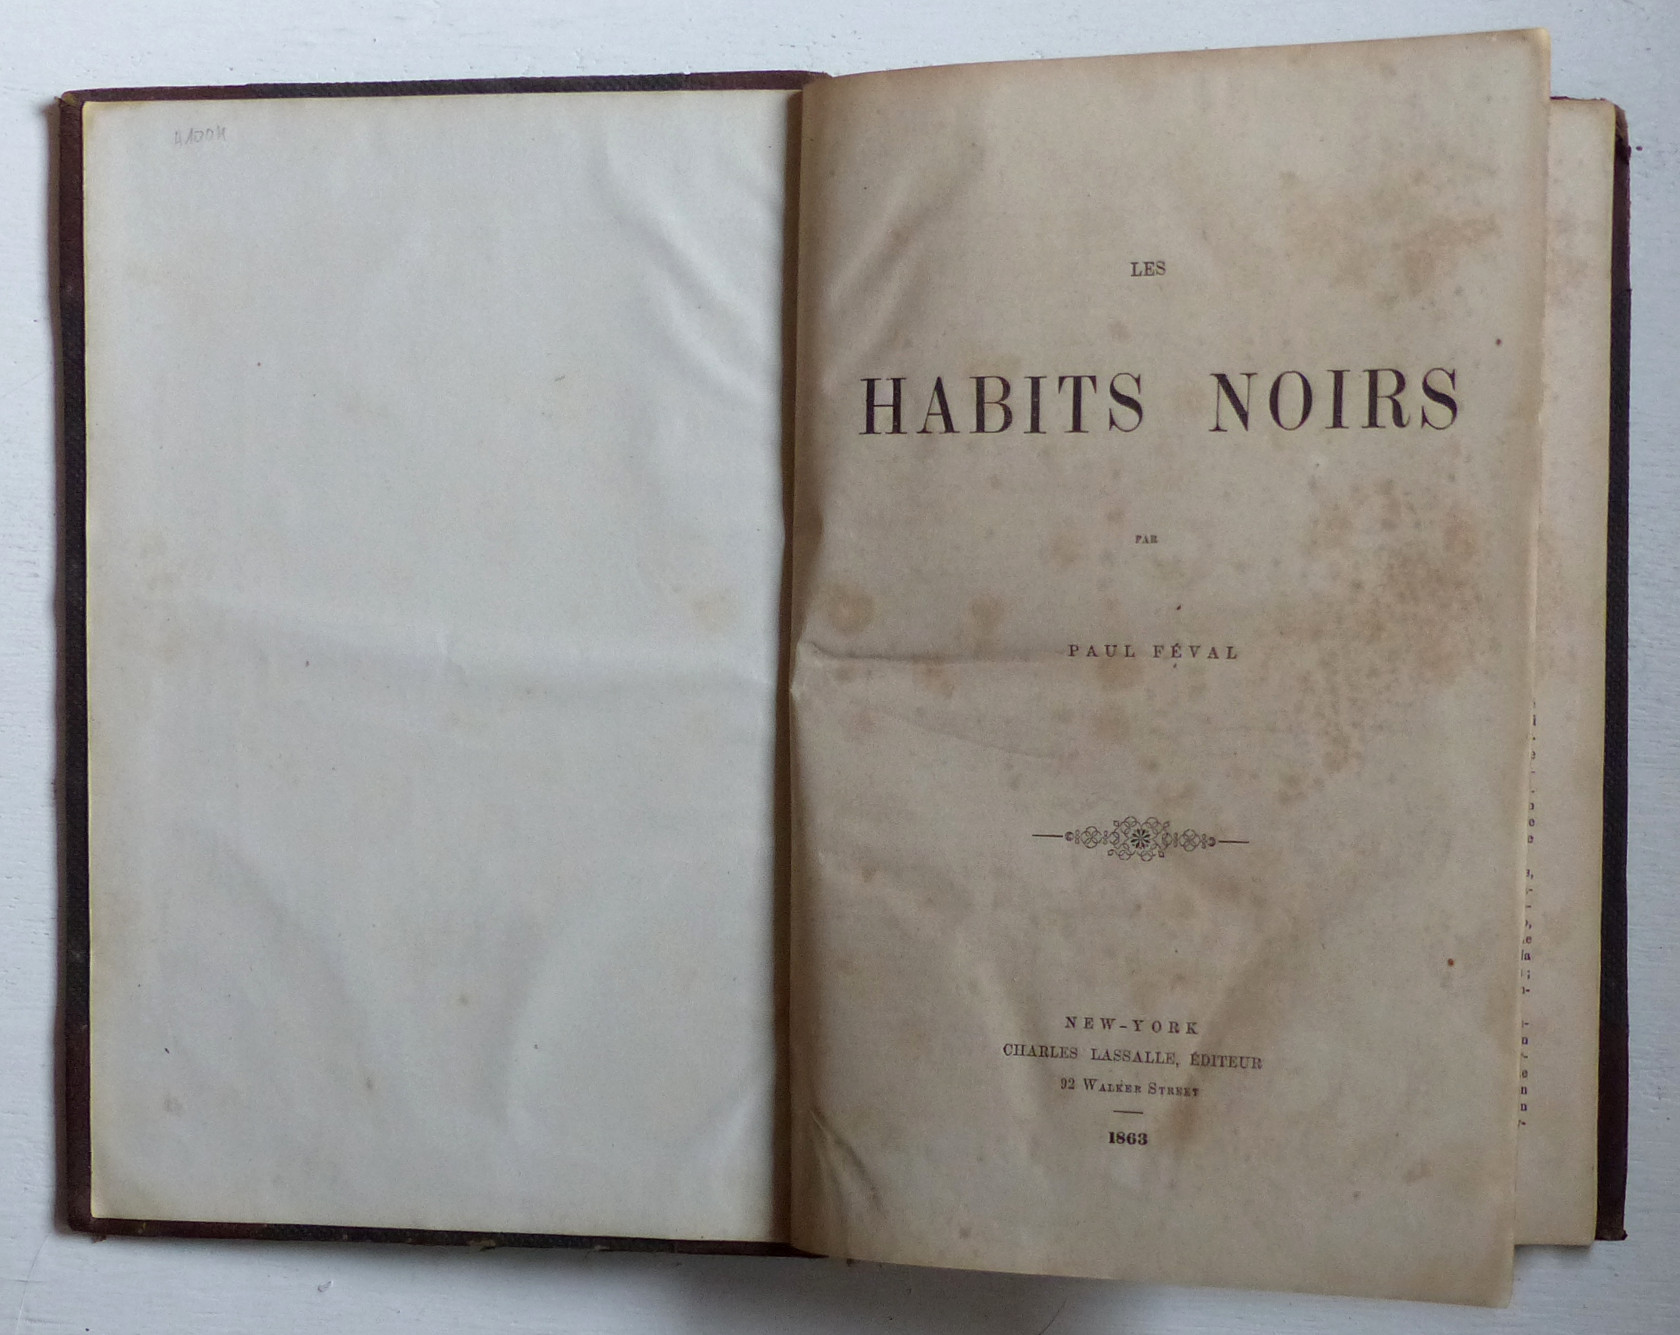 LES
HABITS NOIRS
PAR
PAUL FÉVAL
NEW-YORK
CHARLES LASSALLE, ÉDITEUR
92 WALKER STREET
1863